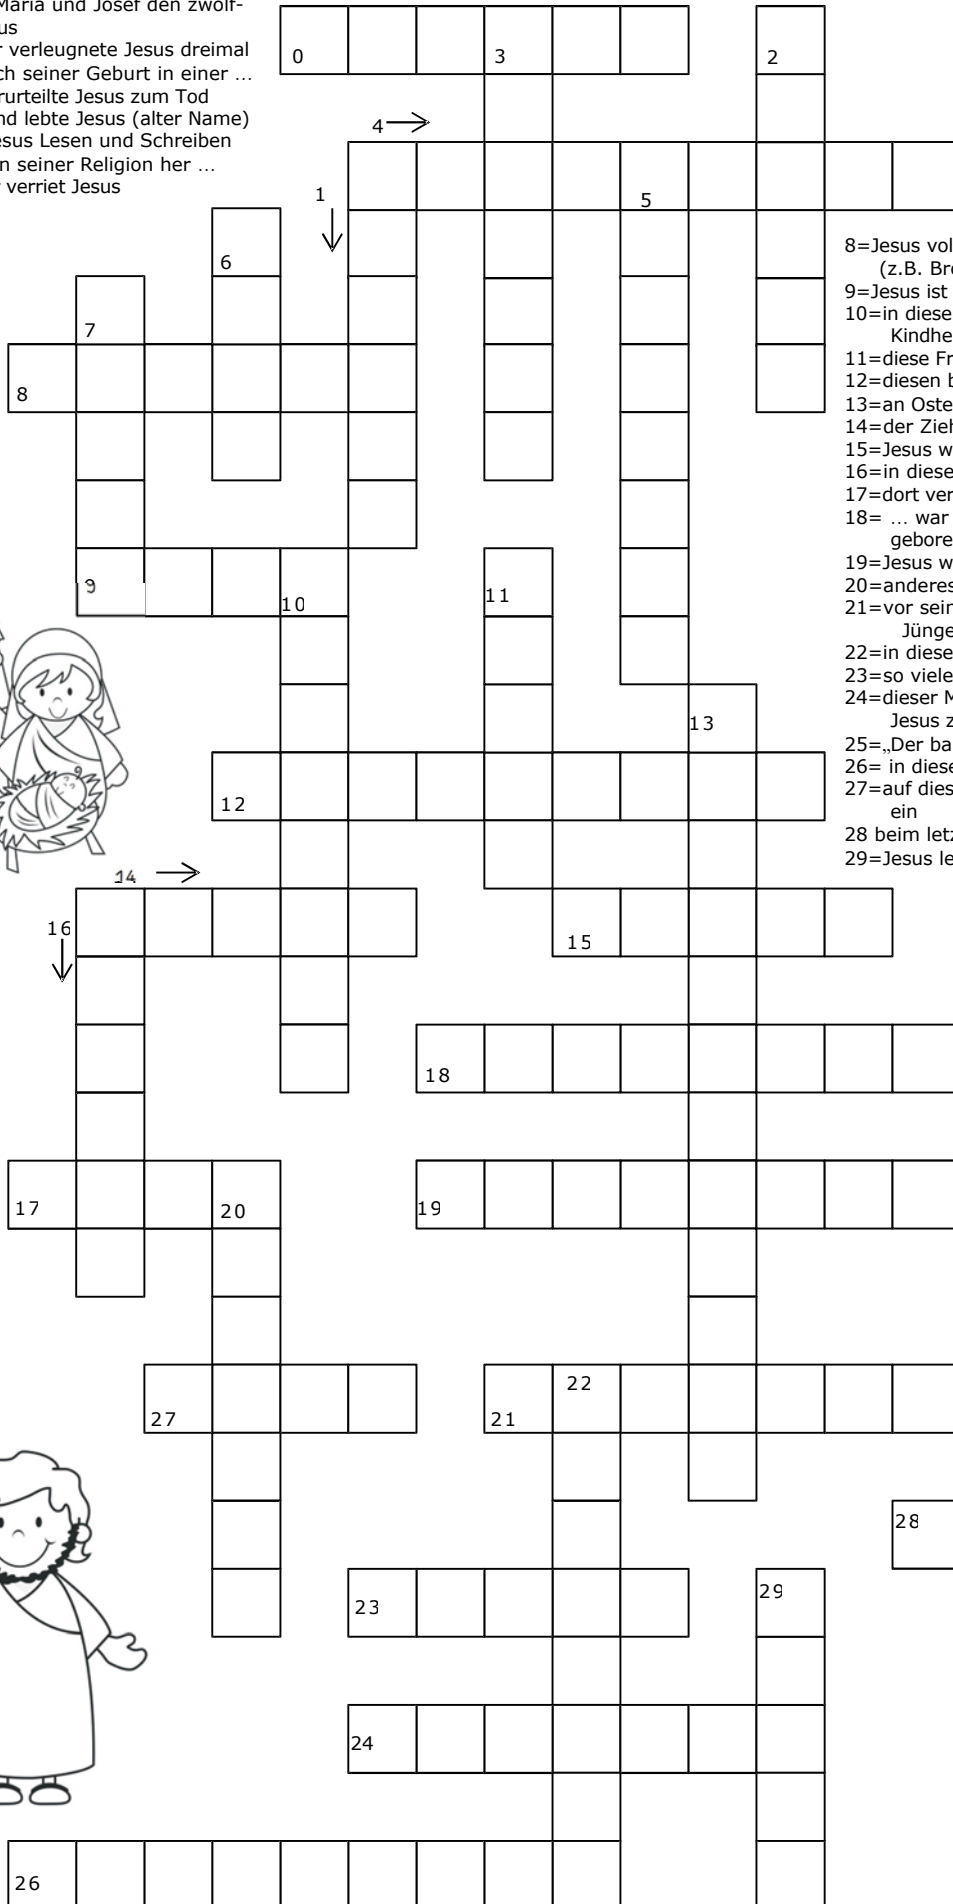 Maria und Josef den zwölf-
us
r verleugnete Jesus dreimal
ch seiner Geburt in einer …
rurteilte Jesus zum Tod
nd lebte Jesus (alter Name)
esus Lesen und Schreiben
n seiner Religion her …
r verriet Jesus
0
3
2
4
1
5
6
7
8
9
10
11
13
12
14
16
15
18
17
20
19
27
22
21
28
23
29
24
26
8=Jesus vol
(z.B. Bro
9=Jesus ist
10=in diese
Kindhe
11=diese Fr
12=diesen b
13=an Oste
14=der Zieh
15=Jesus w
16=in diese
17=dort ver
18= … war
gebore
19=Jesus w
20=anderes
21=vor sein
Jünge
22=in diese
23=so viele
24=dieser M
Jesus z
25=„Der ba
26= in diese
27=auf dies
ein
28 beim letz
29=Jesus le